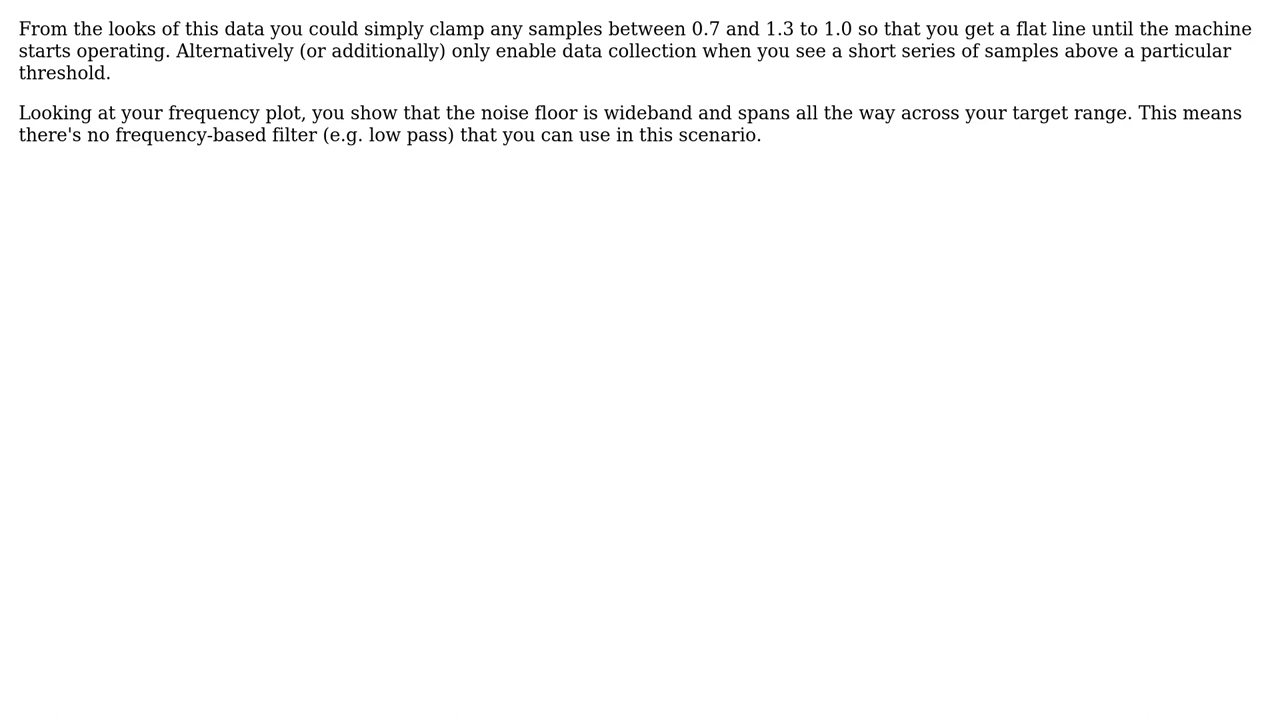 From the looks of this data you could simply clamp any samples between 0.7 and 1.3 to 1.0 so that you get a flat line until the machine
starts operating. Alternatively (or additionally) only enable data collection when you see a short series of samples above a particular
threshold.
Looking at your frequency plot, you show that the noise floor is wideband and spans all the way across your target range. This means
there's no frequency-based filter (e.g. low pass) that you can use in this scenario.